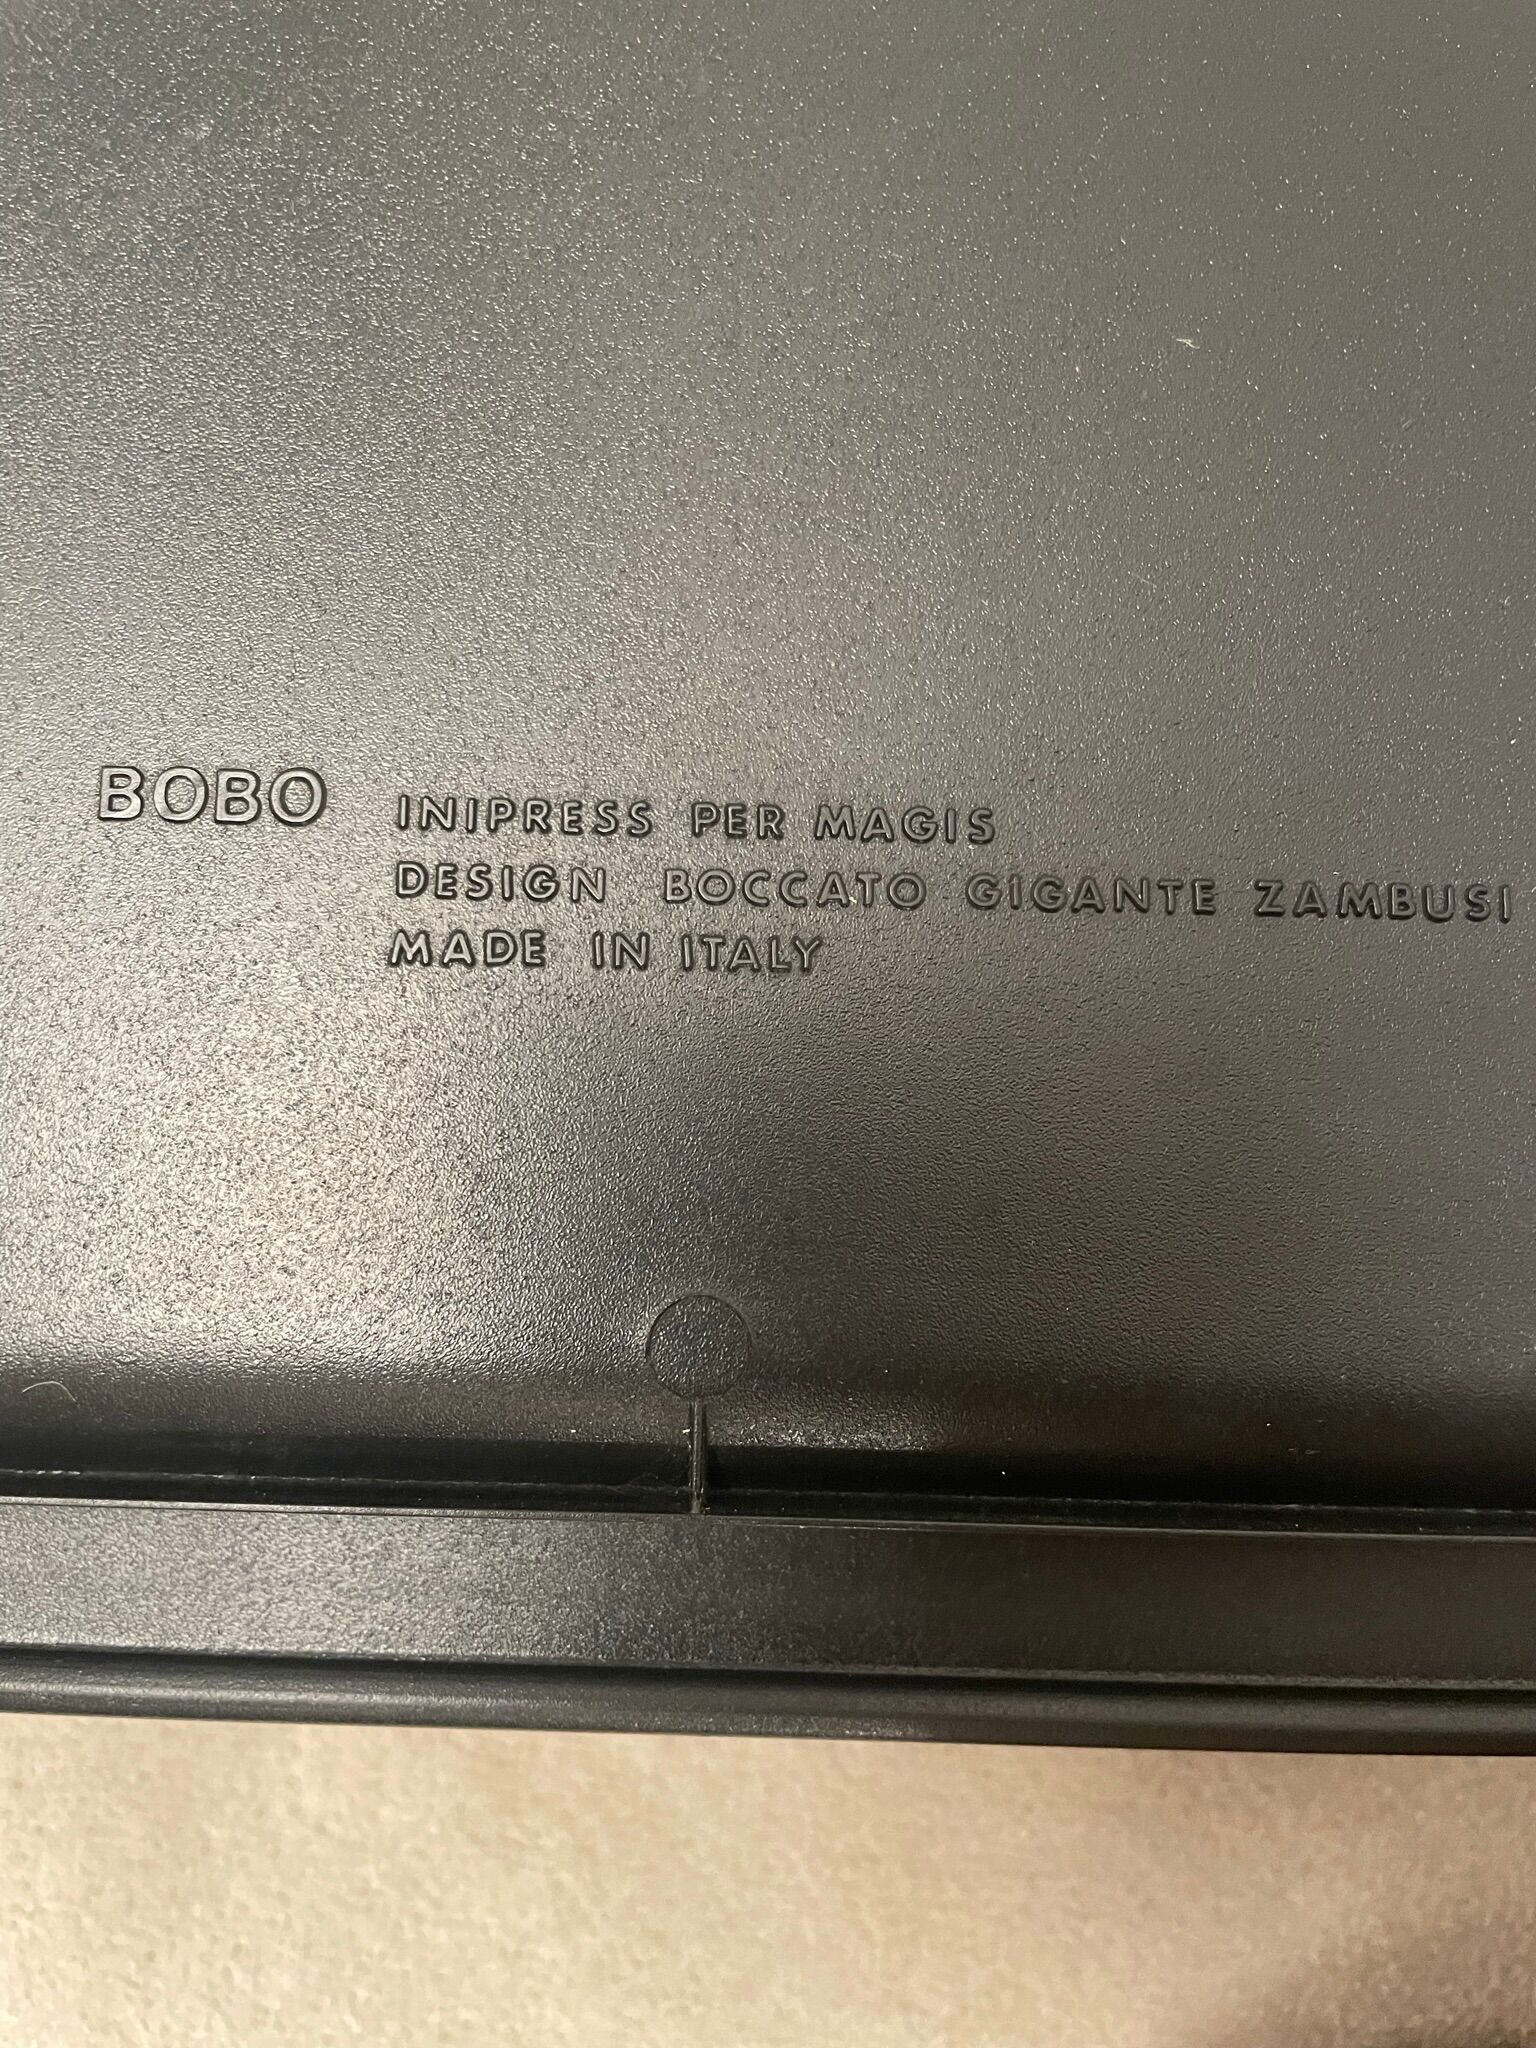 BOBO INIPRESS PER MAGIS
DESIGN BOCCATO GIGANTE ZAMBUSI
MADE IN ITALY